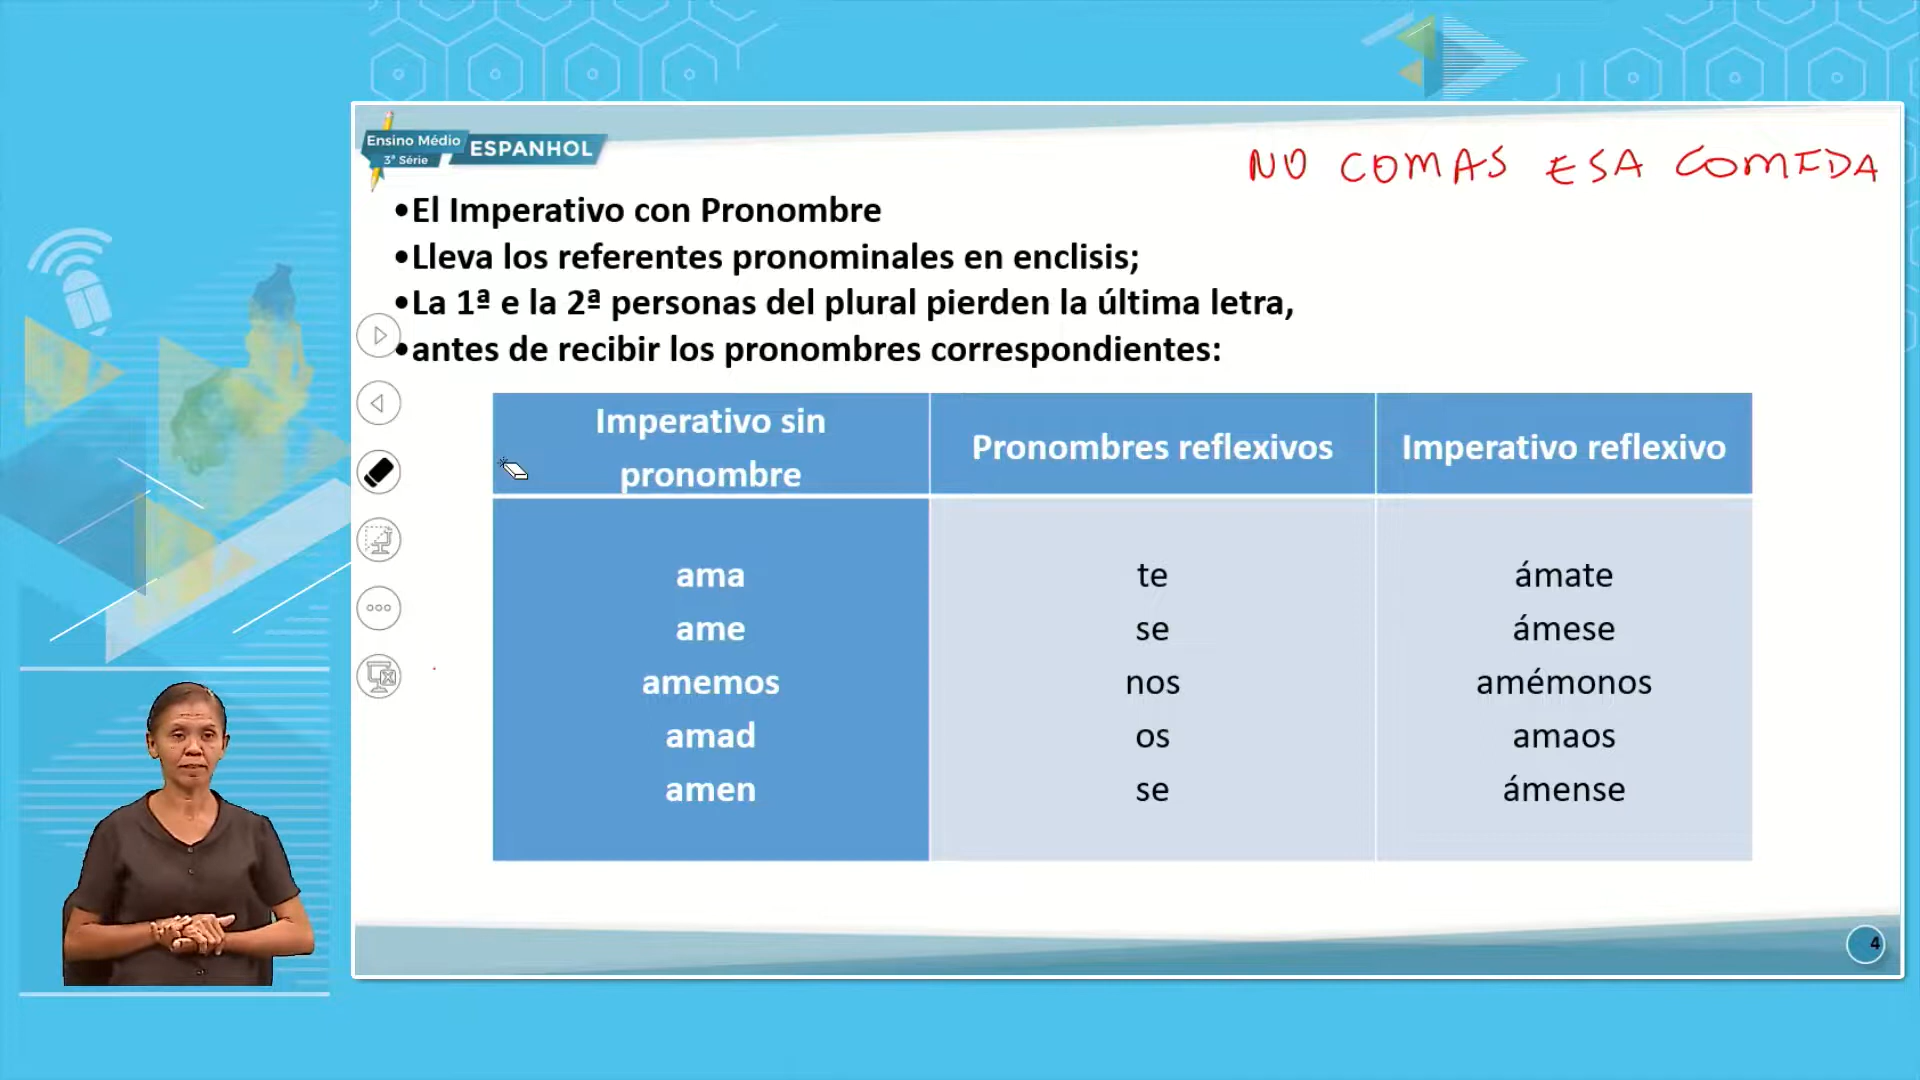 Ensino Médio
3ª Série
ESPANHOL
NO COMAS ESA COMIDA
•El Imperativo con Pronombre
•Lleva los referentes pronominales en enclisis;
•La 1ª e la 2ª personas del plural pierden la última letra,
•antes de recibir los pronombres correspondientes:
Imperativo sin
pronombre
Pronombres reflexivos
Imperativo reflexivo
ama te ámate
ame se ámese
amemos nos amémonos
amad os amaos
amen se ámense
4